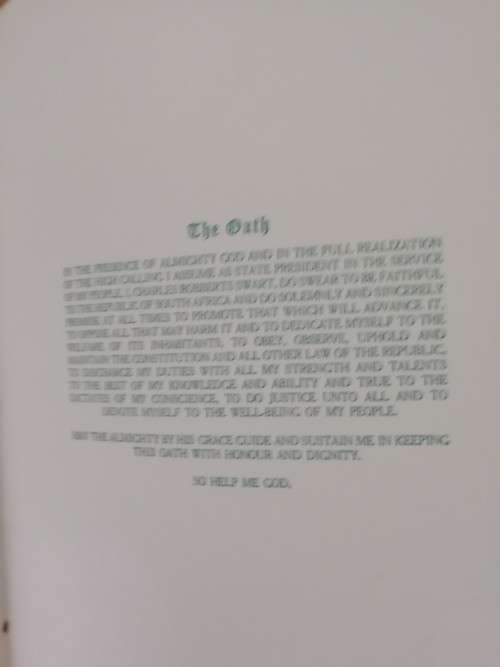 The Oath
IN THE PRESENCE OF ALMIGHTY GOD AND IN THE FULL REALIZATION
OF THE HIGH CALLING I ASSUME AS STATE PRESIDENT IN THE SERVICE
OF MY PEOPLE, I, CHARLES ROBBERTS SWART, DO SWEAR TO BE FAITHFUL
TO THE REPUBLIC OF SOUTH AFRICA AND DO SOLEMNLY AND SINCERELY
PROMISE AT ALL TIMES TO PROMOTE THAT WHICH WILL ADVANCE IT,
TO OPPOSE ALL THAT MAY HARM IT AND TO DEDICATE MYSELF TO THE
WELFARE OF ITS INHABITANTS, TO OBEY, OBSERVE, UPHOLD AND
MAINTAIN THE CONSTITUTION AND ALL OTHER LAW OF THE REPUBLIC,
TO DISCHARGE MY DUTIES WITH ALL MY STRENGTH AND TALENTS
TO THE BEST OF MY KNOWLEDGE AND ABILITY AND TRUE TO THE
DICTATES OF MY CONSCIENCE, TO DO JUSTICE UNTO ALL AND TO
DEVOTE MYSELF TO THE WELL-BEING OF MY PEOPLE.
MAY THE ALMIGHTY BY HIS GRACE GUIDE AND SUSTAIN ME IN KEEPING
THIS OATH WITH HONOUR AND DIGNITY.
SO HELP ME GOD.